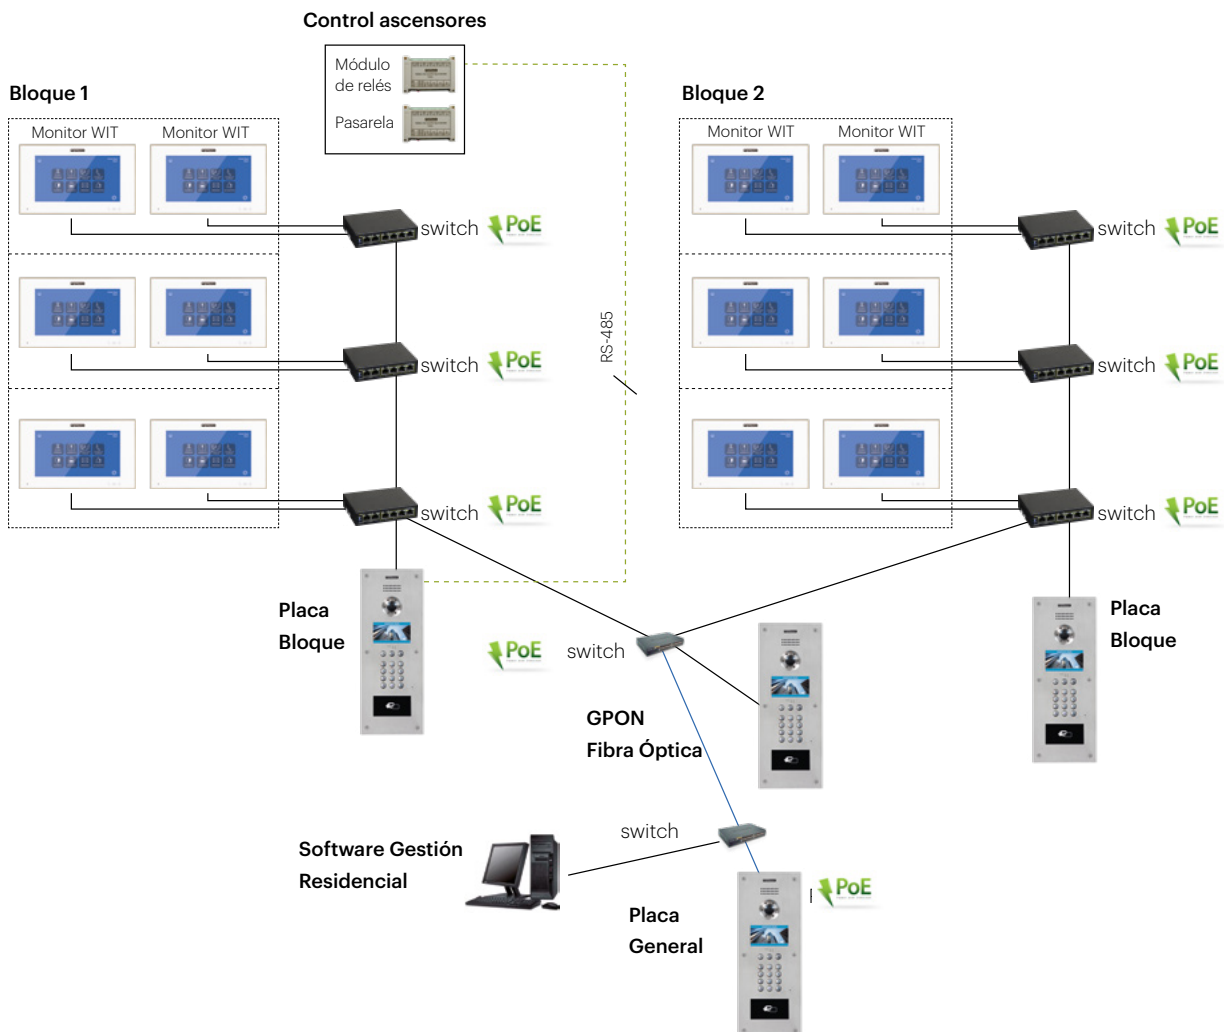 Control ascensores
Módulo
de relés
Pasarela
Bloque 1
Monitor WIT
Monitor WIT
switch
PoE
switch
PoE
switch
PoE
RS-485
Bloque 2
Monitor WIT
Monitor WIT
switch
PoE
switch
PoE
switch
PoE
Placa
Bloque
Placa
Bloque
PoE
switch
GPON
Fibra Óptica
switch
Software Gestión
Residencial
Placa
General
PoE